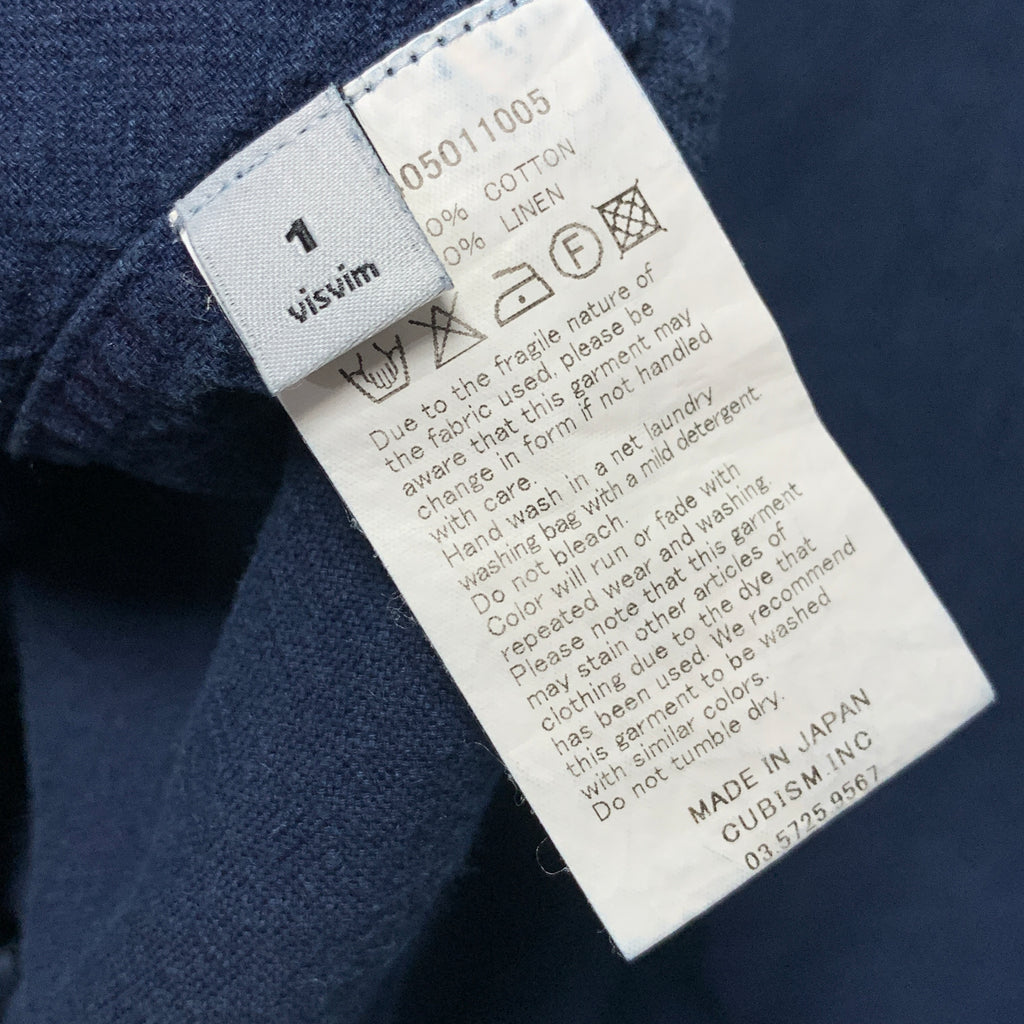 1
visvim
05011005
0% COTTON
0% LINEN
F
Due to the fragile nature of
the fabric used, please be
aware that this garment may
change in form if not handled
with care.
Hand wash in a net laundry
washing bag with a mild detergent.
Do not bleach.
Color will run or fade with
repeated wear and washing.
Please note that this garment
may stain other articles of
clothing due to the dye that
has been used. We recommend
this garment to be washed
with similar colors.
Do not tumble dry.
MADE IN JAPAN
CUBISM.INC
03.5725.9567